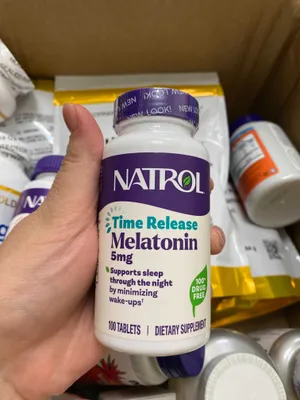 NEW LOOK!
NATROL
Time Release
Melatonin
5mg
Supports sleep
through the night
by minimizing
wake-ups†
100%
DRUG
FREE
100 TABLETS | DIETARY SUPPLEMENT